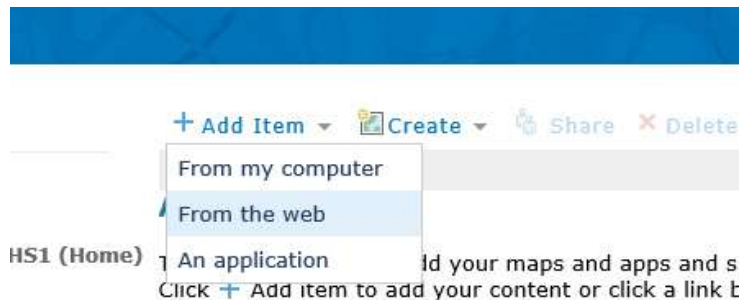 + Add Item Create Share × Delete
From my computer
From the web
HS1 (Home)
An application dd your maps and apps and s
Click + Add item to add your content or click a link b